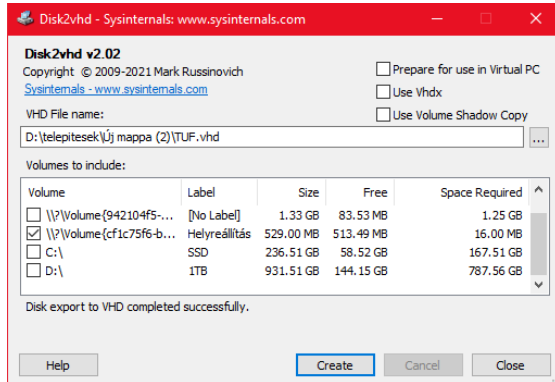 Disk2vhd - Sysinternals: www.sysinternals.com
Disk2vhd v2.02
Copyright © 2009-2021 Mark Russinovich
Sysinternals - www.sysinternals.com
Prepare for use in Virtual PC
Use Vhdx
Use Volume Shadow Copy
VHD File name:
D:\telepitesek\Új mappa (2)\TUF.vhd
...
Volumes to include:
Volume Label Size Free Space Required
\\?\Volume{942104f5-... [No Label] 1.33 GB 83.53 MB 1.25 GB
\\?\Volume{cf1c75f6-b... Helyreállítás 529.00 MB 513.49 MB 16.00 MB
C:\ SSD 236.51 GB 58.52 GB 167.51 GB
D:\ 1TB 931.51 GB 144.15 GB 787.56 GB
Disk export to VHD completed successfully.
Help Create Cancel Close